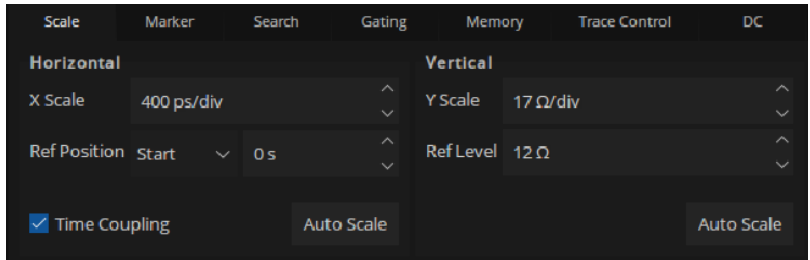 Scale Marker Search Gating Memory Trace Control DC
Horizontal
X Scale 400 ps/div
Ref Position Start 0 s
Time Coupling Auto Scale
Vertical
Y Scale 17 Ω/div
Ref Level 12 Ω
Auto Scale